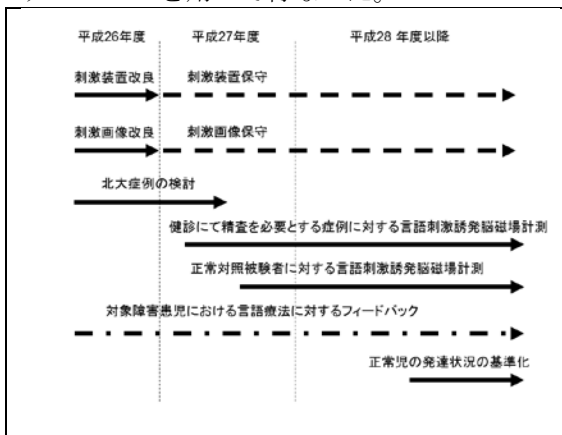 平成26年度 平成27年度 平成28 年度以降
刺激装置改良 刺激装置保守
刺激画像改良 刺激画像保守
北大症例の検討
健診にて精査を必要とする症例に対する言語刺激誘発脳磁場計測
正常対照被験者に対する言語刺激誘発脳磁場計測
対象障害患児における言語療法に対するフィードバック
正常児の発達状況の基準化